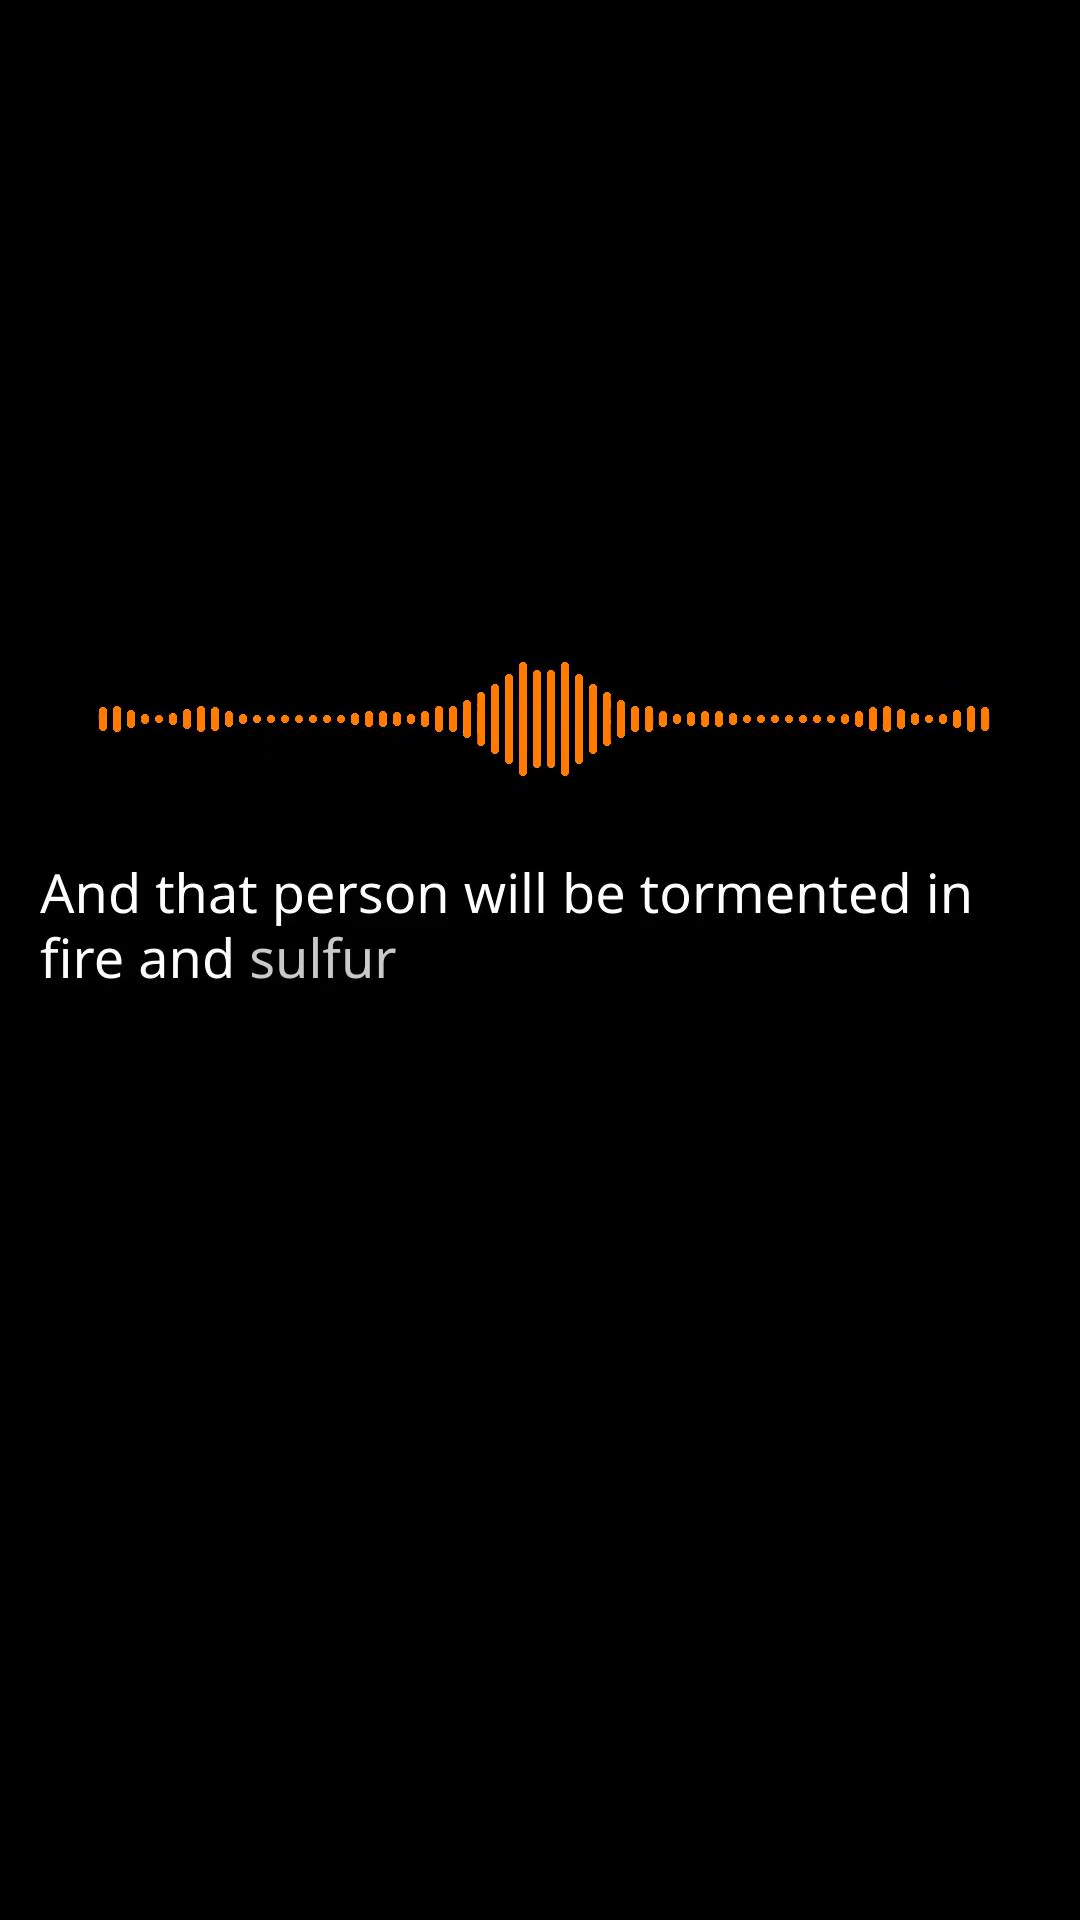 And that person will be tormented in
fire and sulfur